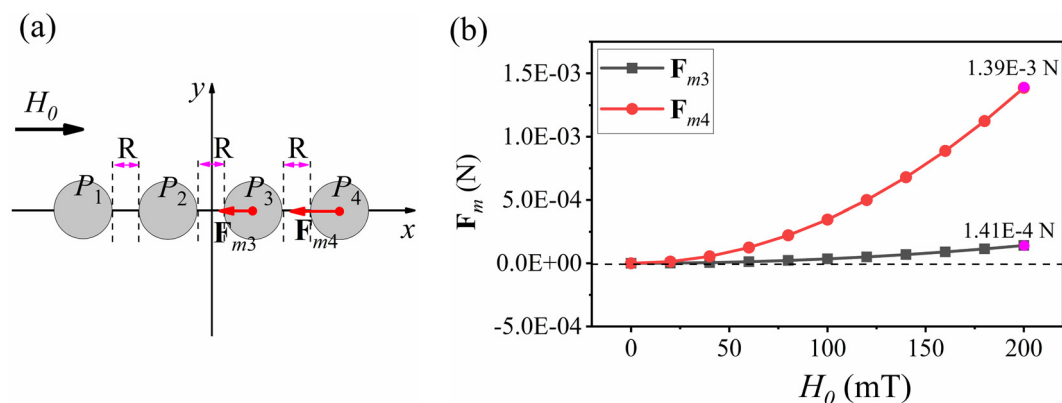 (a)
y
H0
R R R
P1 P2 P3 P4
Fm3 Fm4
x
(b)
Fm3
Fm4
1.39E-3 N
1.41E-4 N
1.5E-03
1.0E-03
5.0E-04
0.0E+00
-5.0E-04
Fm (N)
0 50 100 150 200
H0 (mT)